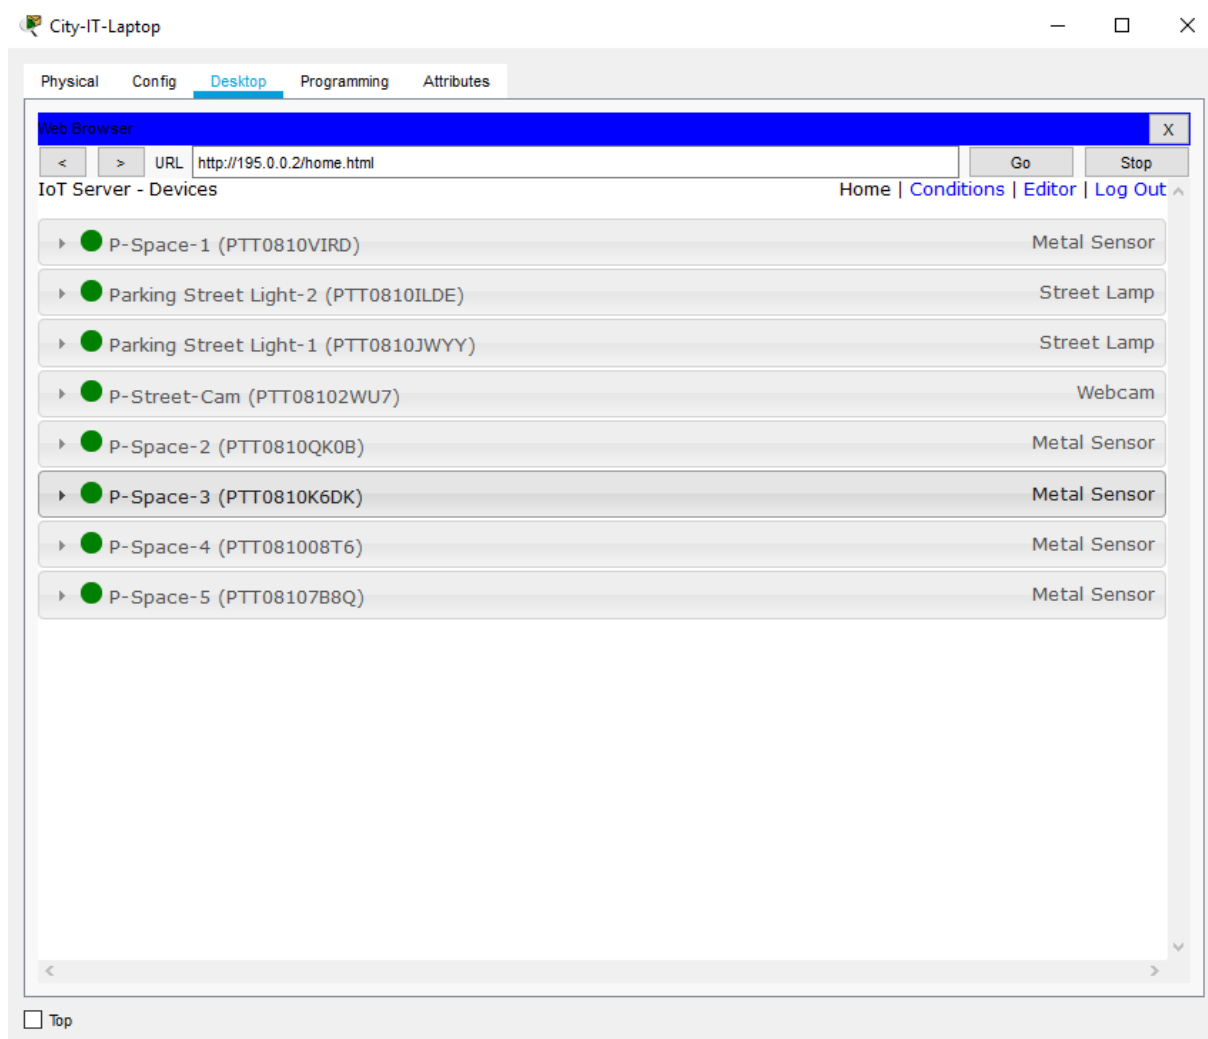 City-IT-Laptop
Physical Config Desktop Programming Attributes
Web Browser X
< > URL http://195.0.0.2/home.html Go Stop
IoT Server - Devices Home | Conditions | Editor | Log Out
P-Space-1 (PTT0810VIRD) Metal Sensor
Parking Street Light-2 (PTT0810ILDE) Street Lamp
Parking Street Light-1 (PTT0810JWYY) Street Lamp
P-Street-Cam (PTT08102WU7) Webcam
P-Space-2 (PTT0810QK0B) Metal Sensor
P-Space-3 (PTT0810K6DK) Metal Sensor
P-Space-4 (PTT081008T6) Metal Sensor
P-Space-5 (PTT08107B8Q) Metal Sensor
Top